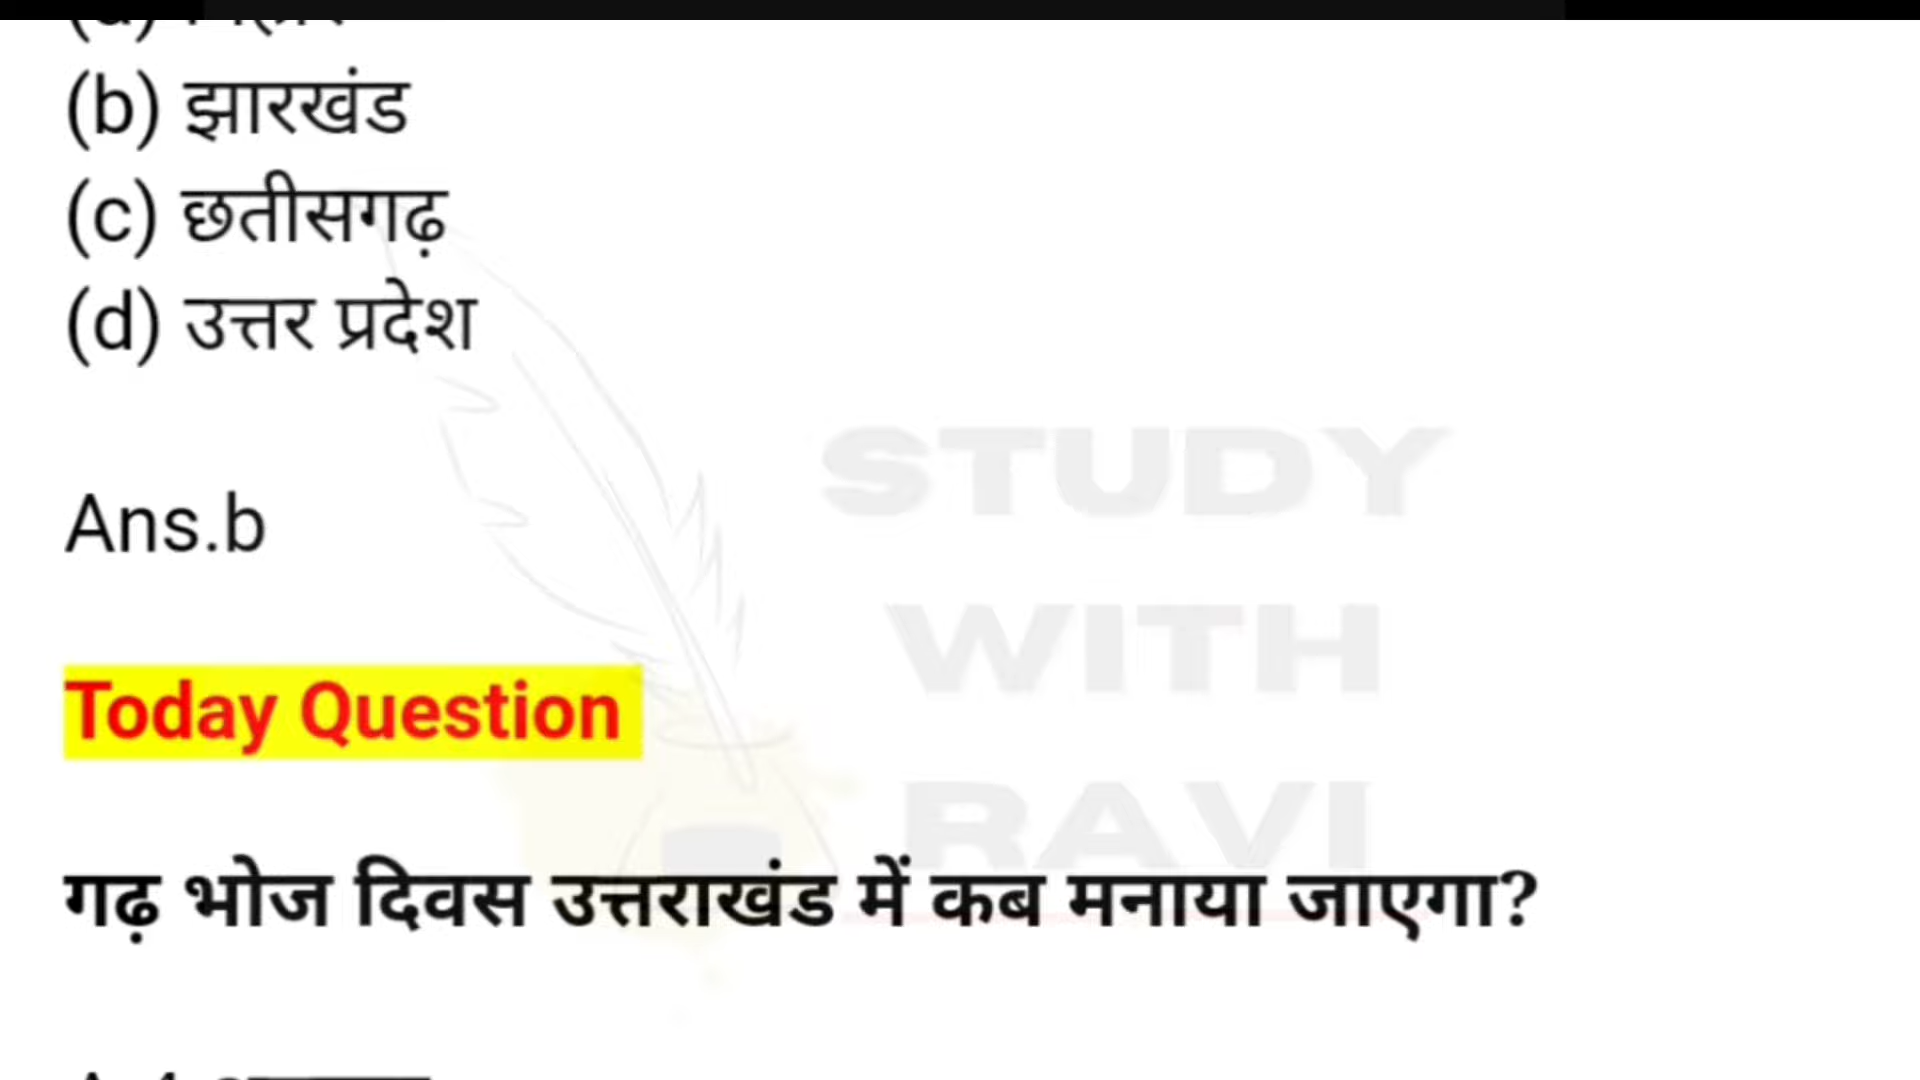 (b) झारखंड
(c) छतीसगढ़
(d) उत्तर प्रदेश
Ans.b
STUDY
WITH
RAVI
Today Question
गढ़ भोज दिवस उत्तराखंड में कब मनाया जाएगा?